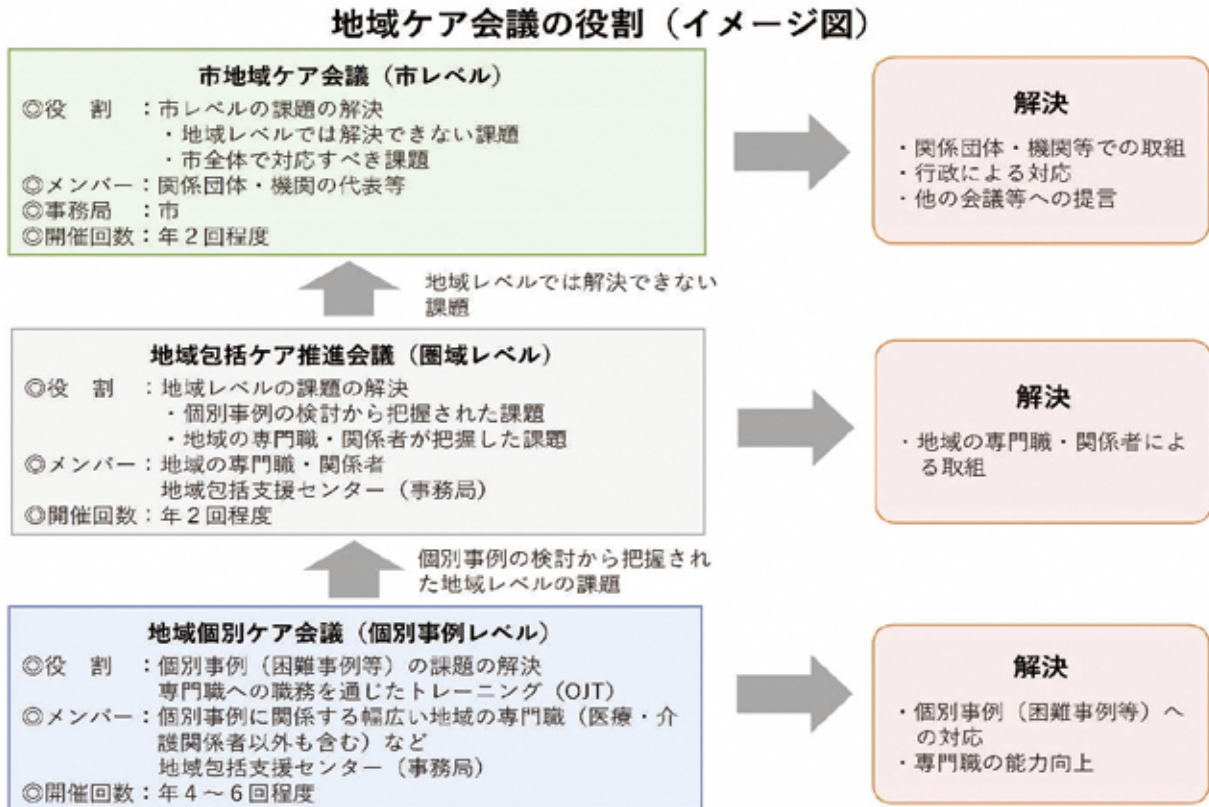 地域ケア会議の役割（イメージ図）
市地域ケア会議（市レベル）
◎役　割　：市レベルの課題の解決
・地域レベルでは解決できない課題
・市全体で対応すべき課題
◎メンバー：関係団体・機関の代表等
◎事務局　：市
◎開催回数：年２回程度
解決
・関係団体・機関等での取組
・行政による対応
・他の会議等への提言
地域レベルでは解決できない
課題
地域包括ケア推進会議（圏域レベル）
◎役　割　：地域レベルの課題の解決
・個別事例の検討から把握された課題
・地域の専門職・関係者が把握した課題
◎メンバー：地域の専門職・関係者
地域包括支援センター（事務局）
◎開催回数：年２回程度
解決
・地域の専門職・関係者によ
る取組
個別事例の検討から把握され
た地域レベルの課題
地域個別ケア会議（個別事例レベル）
◎役　割　：個別事例（困難事例等）の課題の解決
専門職への職務を通じたトレーニング（OJT）
◎メンバー：個別事例に関係する幅広い地域の専門職（医療・介
護関係者以外も含む）など
地域包括支援センター（事務局）
◎開催回数：年４～６回程度
解決
・個別事例（困難事例等）へ
の対応
・専門職の能力向上